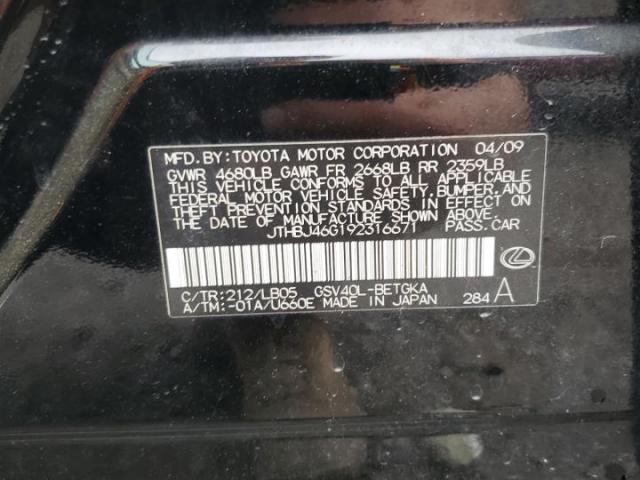 MFD. BY: TOYOTA MOTOR CORPORATION 04/09
GVWR 4680LB GAWR FR 2668LB RR 2359LB
THIS VEHICLE CONFORMS TO ALL APPLICABLE
FEDERAL MOTOR VEHICLE SAFETY, BUMPER, AND
THEFT PREVENTION STANDARDS IN EFFECT ON
THE DATE OF MANUFACTURE SHOWN ABOVE.
JTHBJ46G192316671 PASS. CAR
C/TR:212/LB05 GSV40L-BETGKA
A/TM:-01A/U660E MADE IN JAPAN 284 A